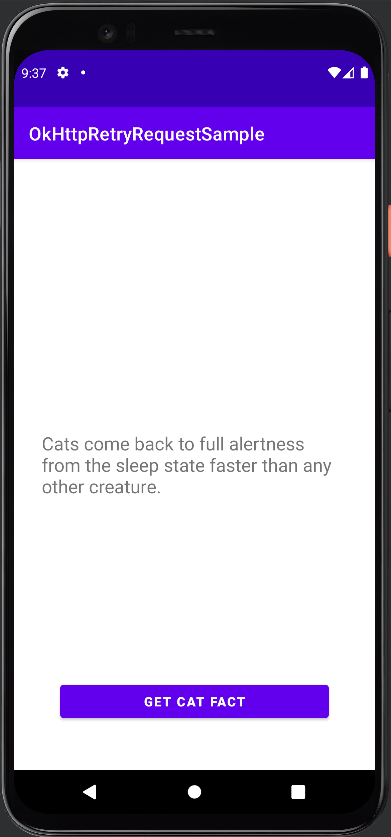 9:37
OkHttpRetryRequestSample
Cats come back to full alertness
from the sleep state faster than any
other creature.
GET CAT FACT